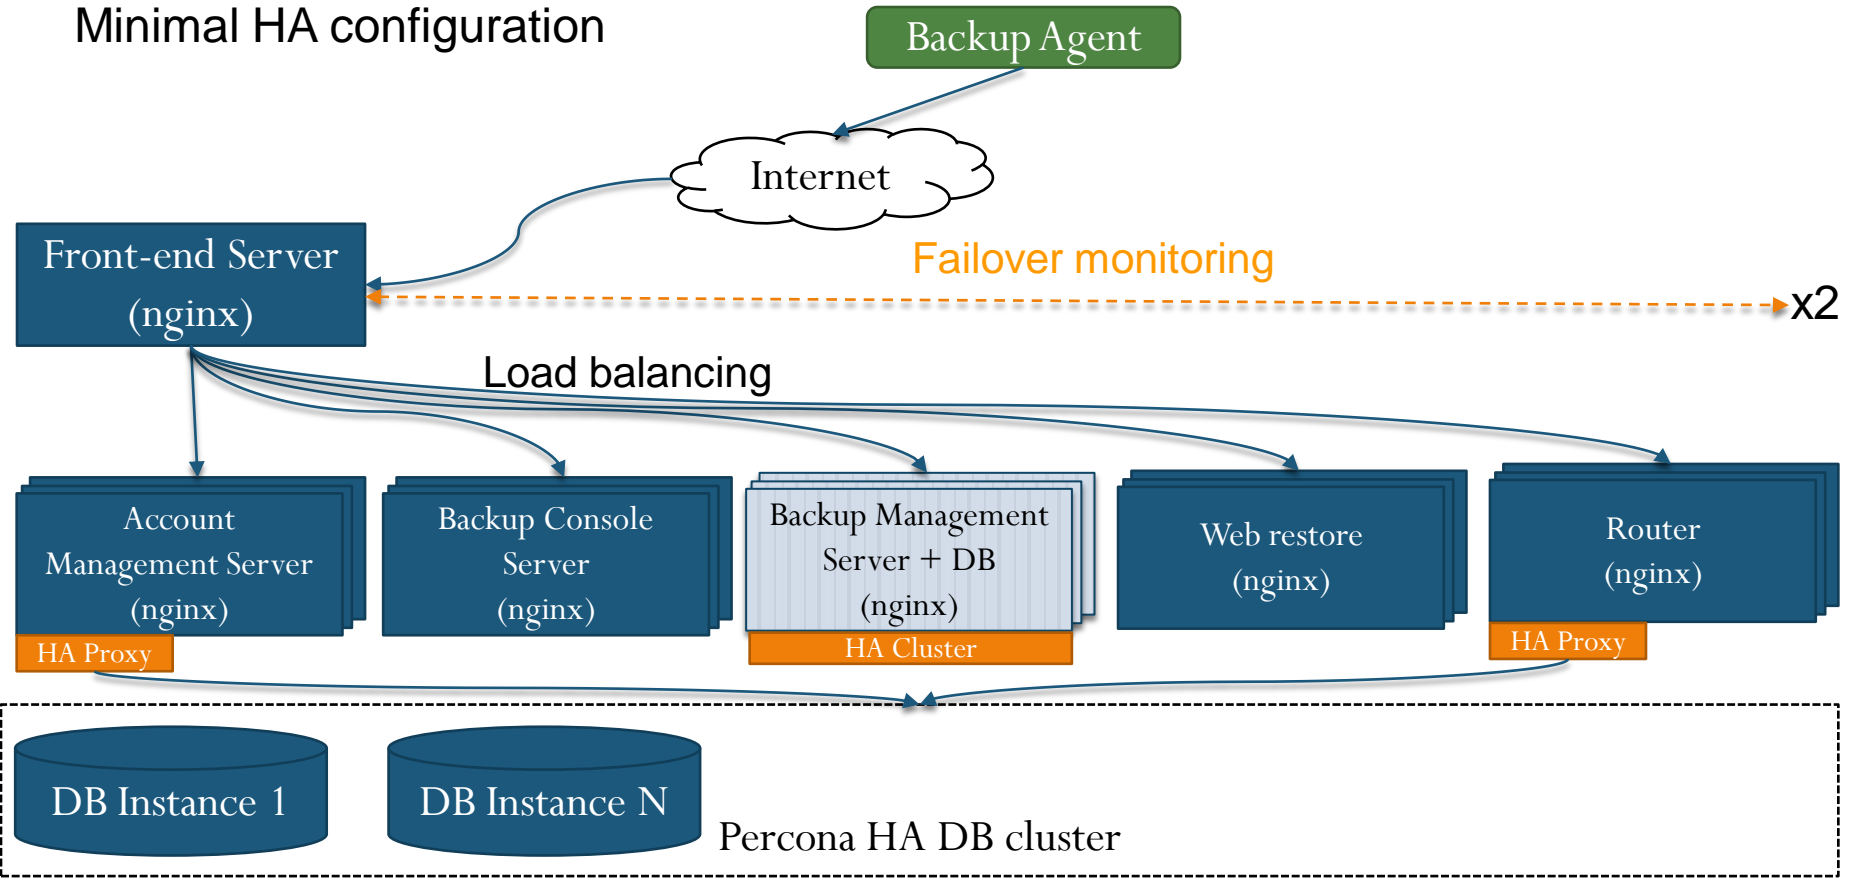 Minimal HA configuration
Backup Agent
Internet
Front-end Server
(nginx)
Failover monitoring
x2
Load balancing
Account
Management Server
(nginx)
HA Proxy
Backup Console
Server
(nginx)
Backup Management
Server + DB
(nginx)
HA Cluster
Web restore
(nginx)
Router
(nginx)
HA Proxy
DB Instance 1
DB Instance N
Percona HA DB cluster